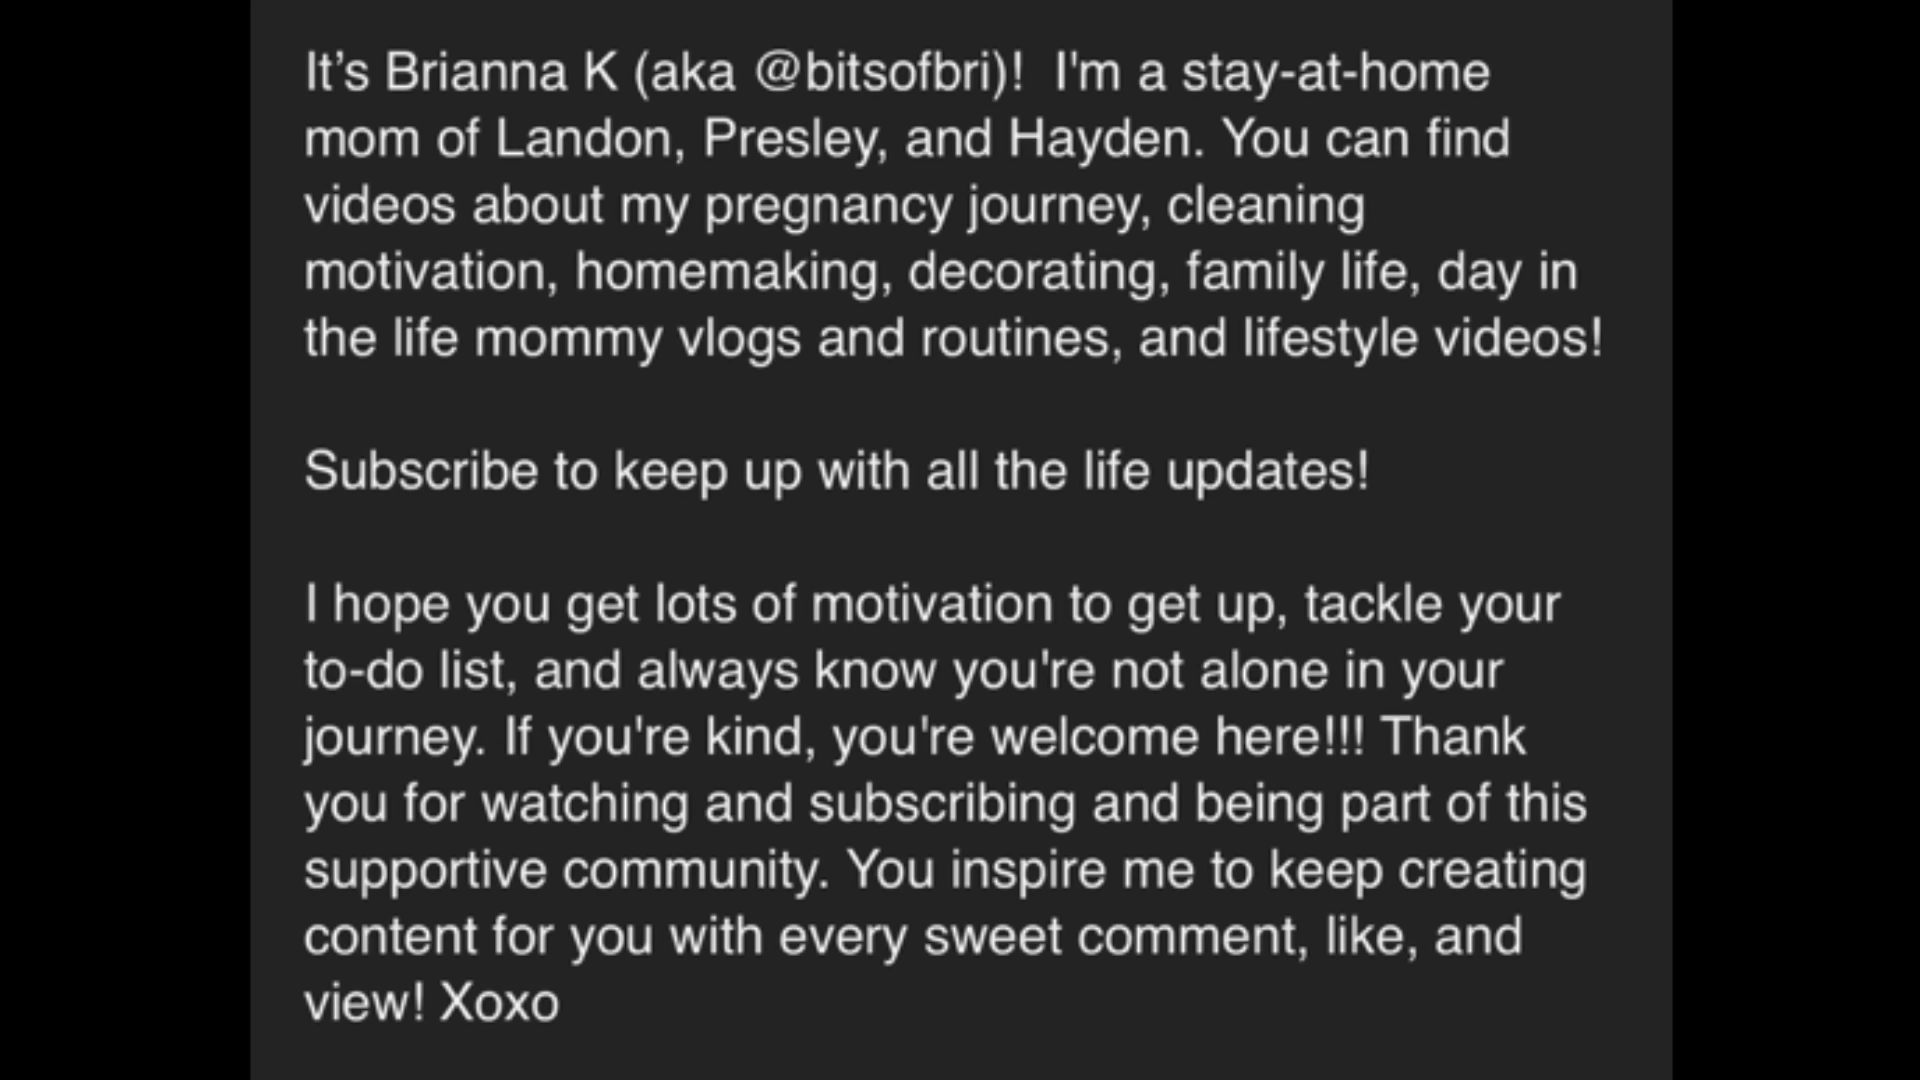 It’s Brianna K (aka @bitsofbri)!  I'm a stay-at-home
mom of Landon, Presley, and Hayden. You can find
videos about my pregnancy journey, cleaning
motivation, homemaking, decorating, family life, day in
the life mommy vlogs and routines, and lifestyle videos!
Subscribe to keep up with all the life updates!
I hope you get lots of motivation to get up, tackle your
to-do list, and always know you're not alone in your
journey. If you're kind, you're welcome here!!! Thank
you for watching and subscribing and being part of this
supportive community. You inspire me to keep creating
content for you with every sweet comment, like, and
view! Xoxo